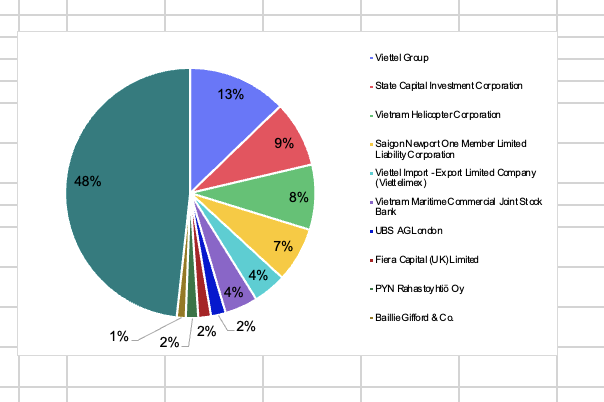 13%
9%
8%
7%
4%
4%
2%
2%
2%
1%
48%
Viettel Group
State Capital Investment Corporation
Vietnam Helicopter Corporation
Saigon Newport One Member Limited
Liability Corporation
Viettel Import - Export Limited Company
(Viettelimex)
Vietnam Maritime Commercial Joint Stock
Bank
UBS AG London
Fiera Capital (UK) Limited
PYN Rahastoyhtiö Oy
Baillie Gifford & Co.